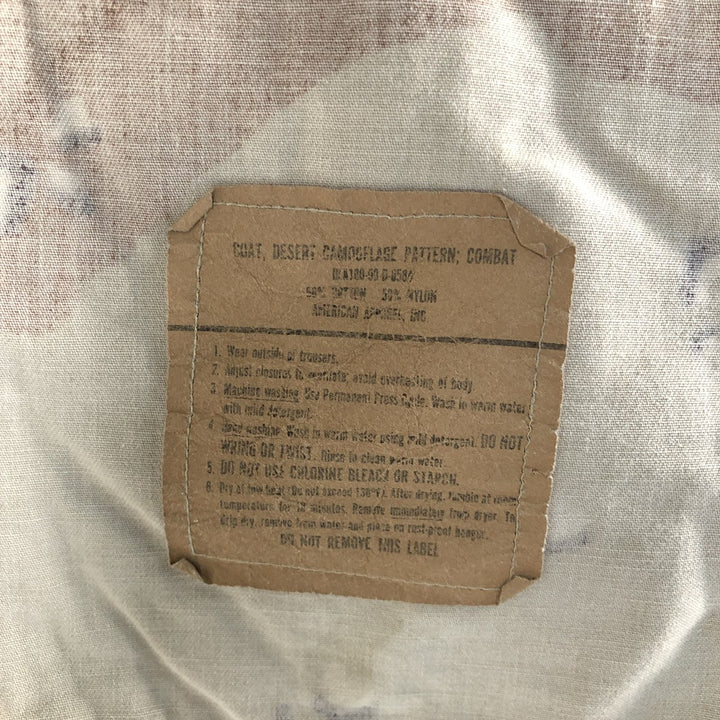 COAT, DESERT CAMOUFLAGE PATTERN; COMBAT
50% COTTON 50% NYLON
AMERICAN APPAREL, INC
1. Wear outside of trousers.
2. Adjust closures to ventilate; avoid overheating of body.
3. Machine washing. Use Permanent Press Cycle. Wash in warm water
with mild detergent.
4. Hand washing. Wash in warm water using mild detergent. DO NOT
WRING OR TWIST. Rinse in clean warm water.
5. DO NOT USE CHLORINE BLEACH OR STARCH.
6. Dry at low heat (Do not exceed 130°F). After drying, tumble at room
temperature for 10 minutes. Remove immediately from dryer. To
drip dry, remove from water and place on rust-proof hanger.
DO NOT REMOVE THIS LABEL